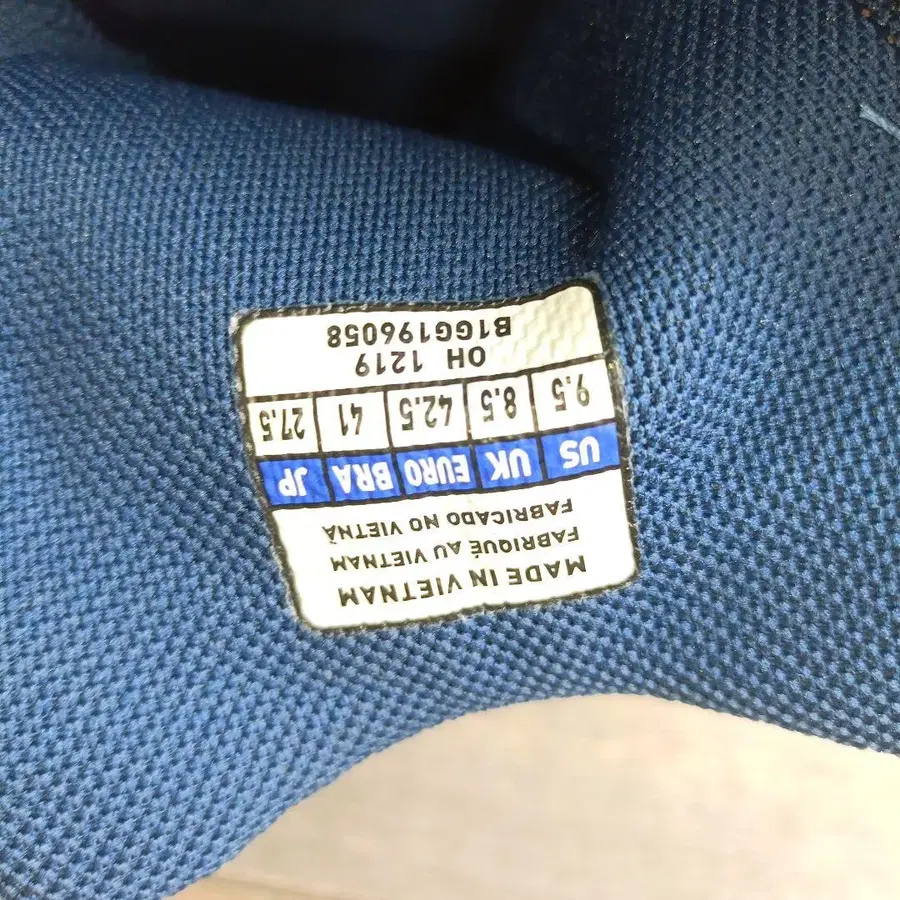 MADE IN VIETNAM
FABRIQUÉ AU VIETNAM
FABRICADO NO VIETNÃ
US UK EURO BRA JP
9.5 8.5 42.5 41 27.5
OH 1219
B1GG196058